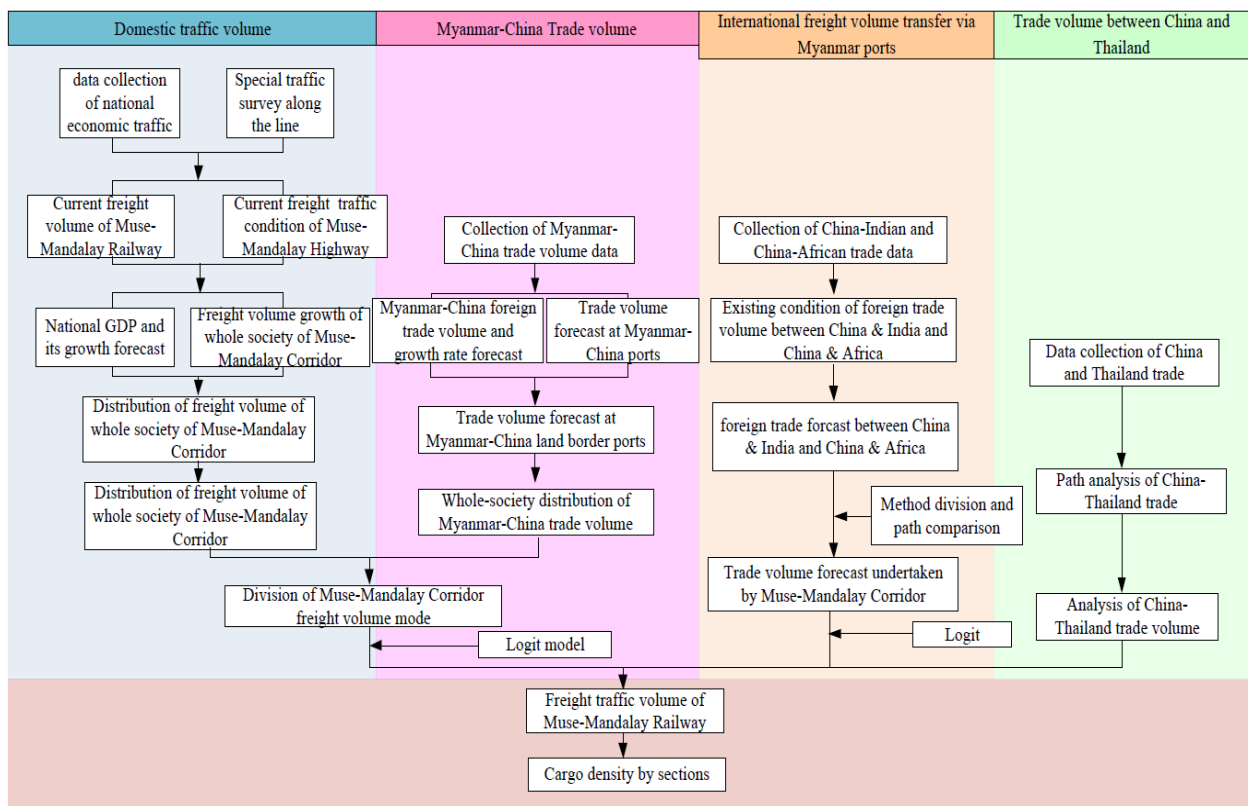 Domestic traffic volume
Myanmar-China Trade volume
International freight volume transfer via
Myanmar ports
Trade volume between China and
Thailand
data collection
of national
economic traffic
Special traffic
survey along
the line
Current freight
volume of Muse-
Mandalay Railway
Current freight traffic
condition of Muse-
Mandalay Highway
National GDP and
its growth forecast
Freight volume growth of
whole society of Muse-
Mandalay Corridor
Distribution of freight volume of
whole society of Muse-Mandalay
Corridor
Distribution of freight volume of
whole society of Muse-Mandalay
Corridor
Collection of Myanmar-
China trade volume data
Myanmar-China foreign
trade volume and
growth rate forecast
Trade volume
forecast at Myanmar-
China ports
Trade volume forecast at
Myanmar-China land border ports
Whole-society distribution of
Myanmar-China trade volume
Division of Muse-Mandalay Corridor
freight volume mode
Logit model
Collection of China-Indian and
China-African trade data
Existing condition of foreign trade
volume between China & India and
China & Africa
foreign trade forcast between China
& India and China & Africa
Method division and
path comparison
Trade volume forecast undertaken
by Muse-Mandalay Corridor
Logit
Data collection of China
and Thailand trade
Path analysis of China-
Thailand trade
Analysis of China-
Thailand trade volume
Freight traffic volume of
Muse-Mandalay Railway
Cargo density by sections